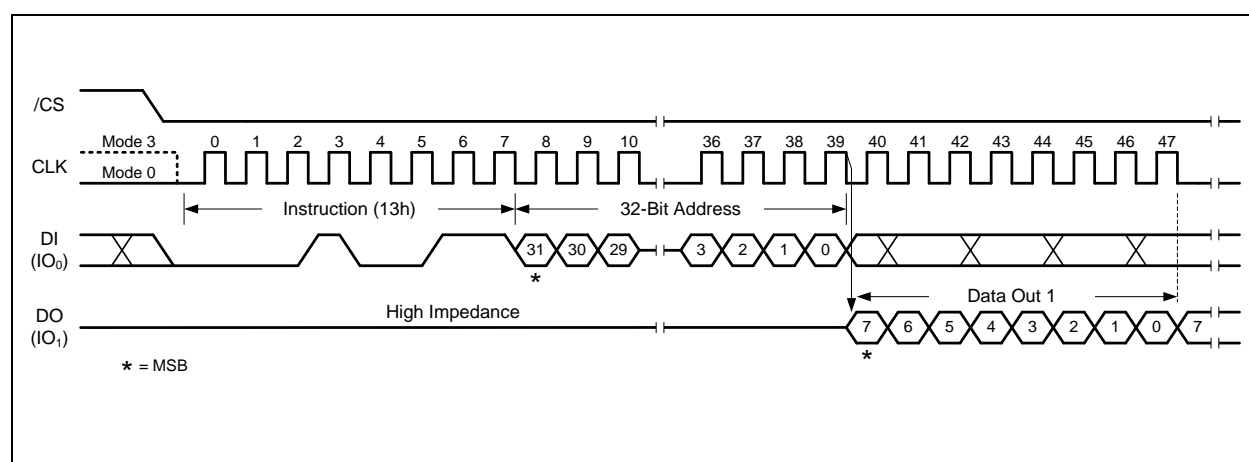 /CS
Mode 3
0 1 2 3 4 5 6 7 8 9 10 36 37 38 39 40 41 42 43 44 45 46 47
CLK
Mode 0
Instruction (13h) 32-Bit Address
DI
(IO₀)
31 30 29 3 2 1 0
*
Data Out 1
High Impedance
DO
(IO₁)
7 6 5 4 3 2 1 0 7
*
* = MSB